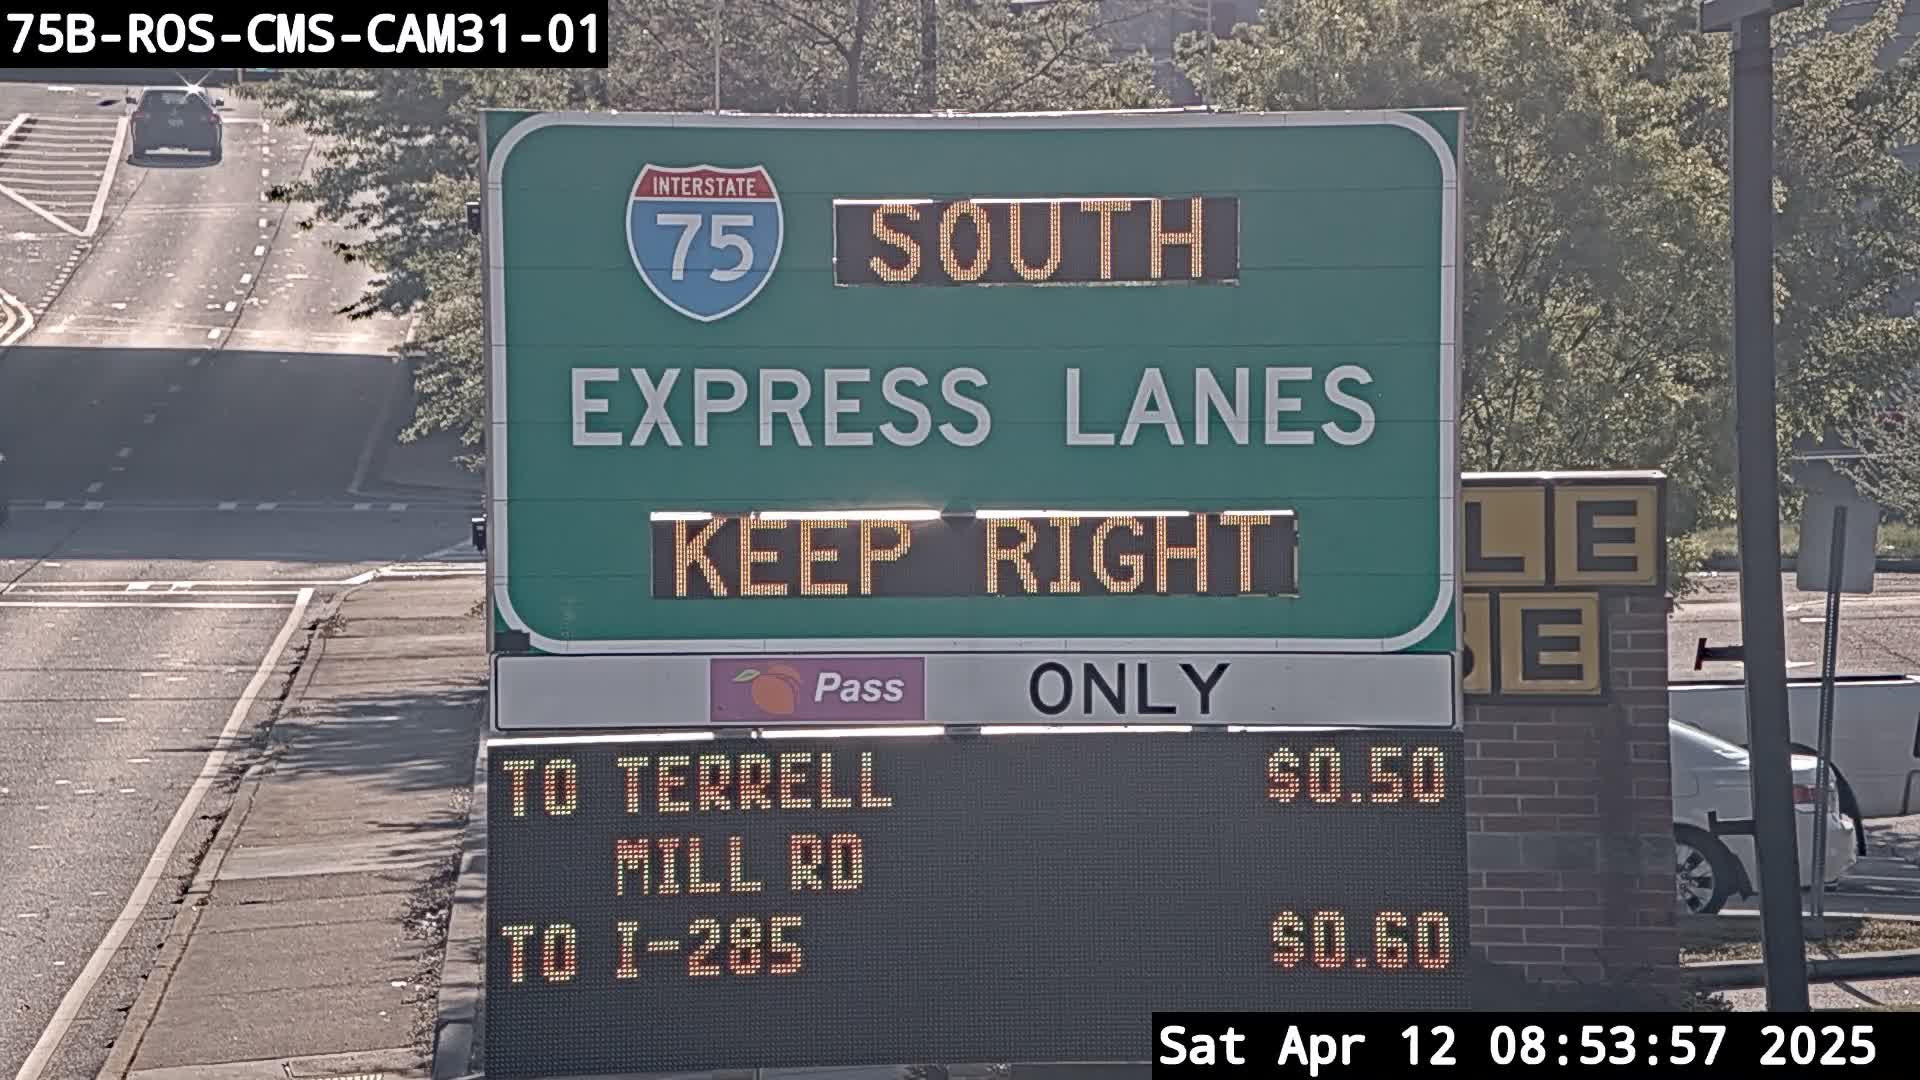 75B-ROS-CMS-CAM31-01
INTERSTATE
75
SOUTH
EXPRESS LANES
KEEP RIGHT
Pass ONLY
TO TERRELL $0.50
MILL RD
TO I-285 $0.60
LE
E
Sat Apr 12 08:53:57 2025